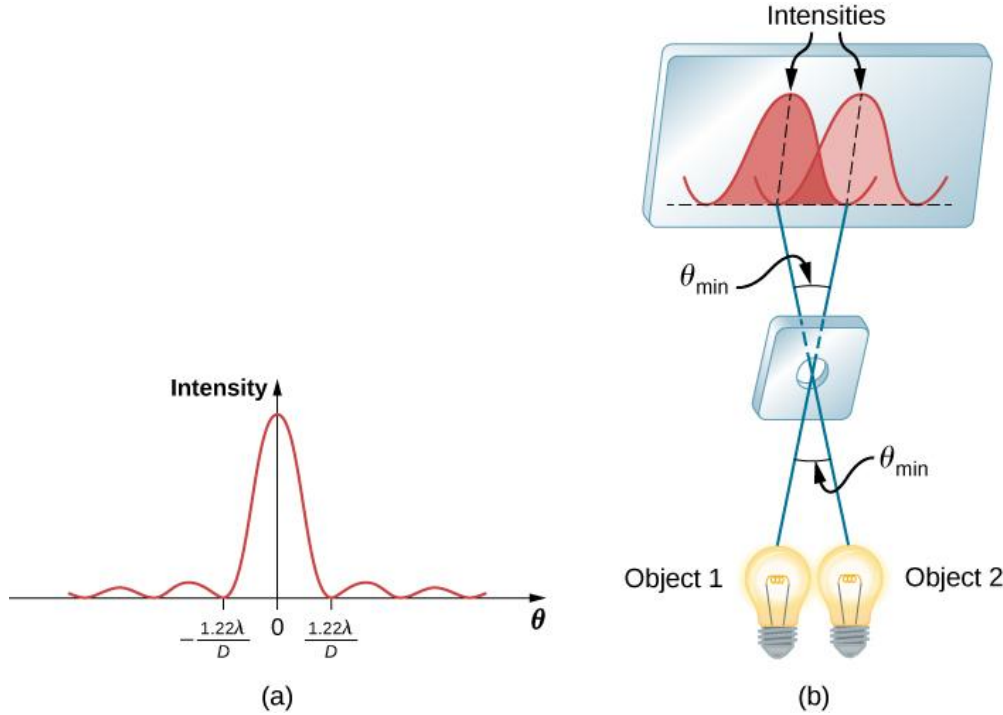 Intensity
−1.22λ/D
0
1.22λ/D
θ
(a)
Intensities
θmin
θmin
Object 1
Object 2
(b)